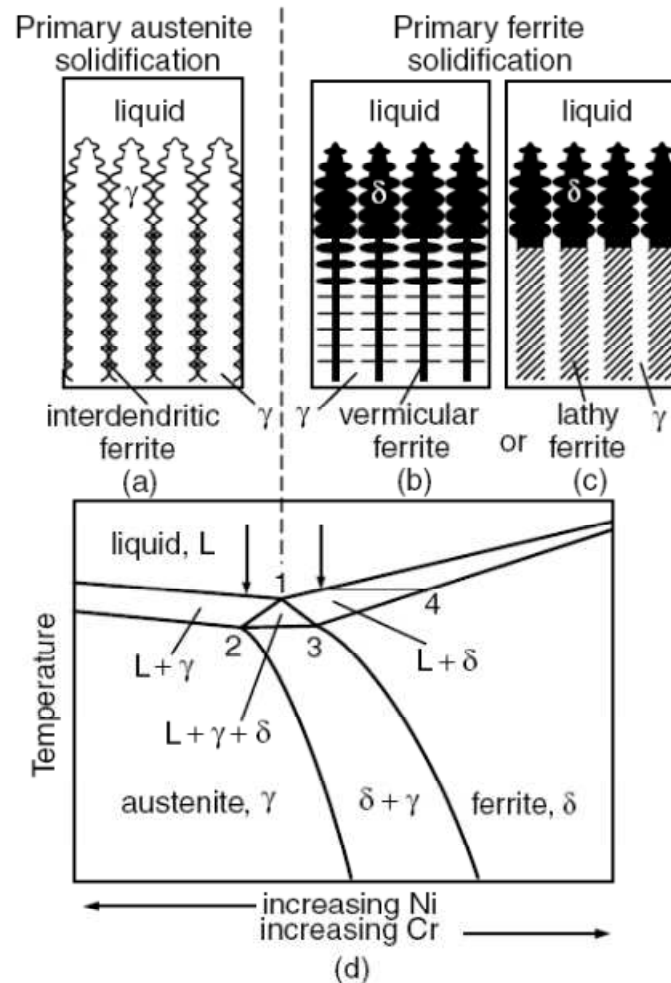 Primary austenite
solidification
Primary ferrite
solidification
liquid
liquid
liquid
γ
δ
δ
interdendritic
ferrite
γ
γ
vermicular
ferrite
or
lathy
ferrite
γ
(a)
(b)
(c)
liquid, L
1
2
3
4
L + γ
L + δ
L + γ + δ
austenite, γ
δ + γ
ferrite, δ
Temperature
increasing Ni
increasing Cr
(d)